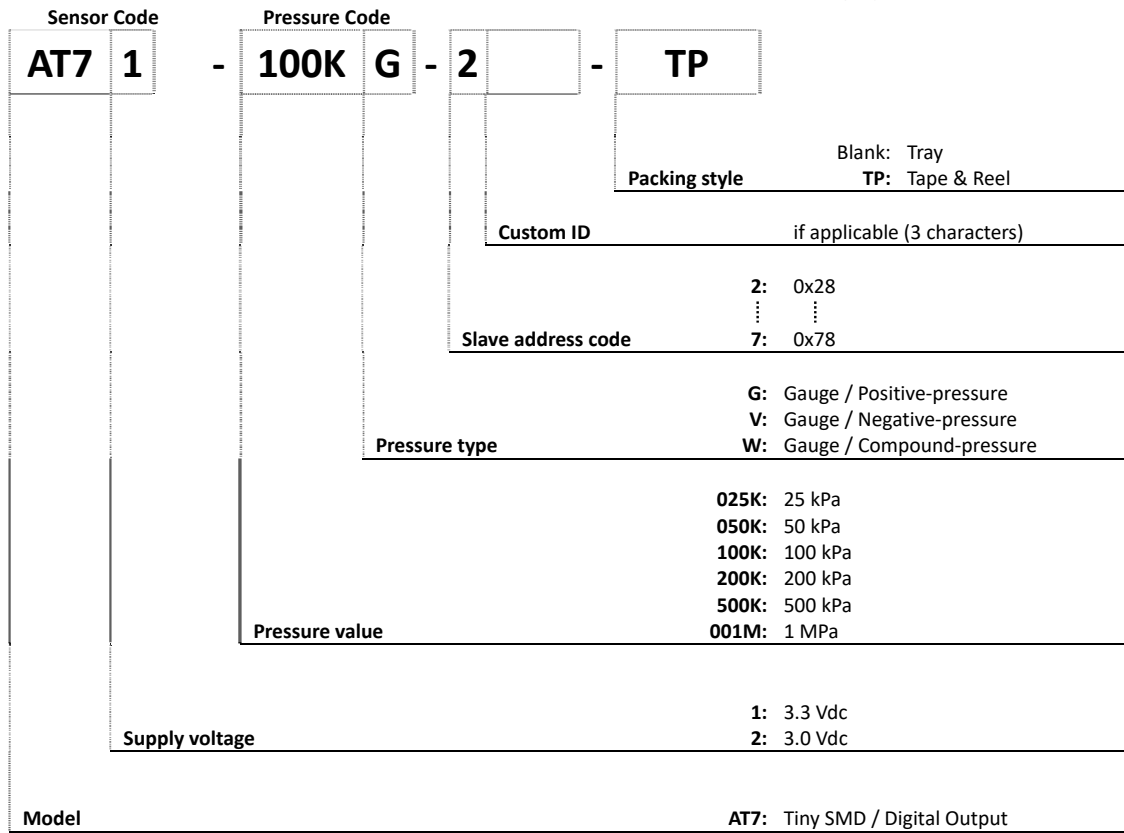 Sensor Code Pressure Code
AT7 1 - 100K G - 2 - TP
Blank: Tray
Packing style TP: Tape & Reel
Custom ID if applicable (3 characters)
2: 0x28
Slave address code 7: 0x78
G: Gauge / Positive-pressure
V: Gauge / Negative-pressure
Pressure type W: Gauge / Compound-pressure
025K: 25 kPa
050K: 50 kPa
100K: 100 kPa
200K: 200 kPa
500K: 500 kPa
Pressure value 001M: 1 MPa
1: 3.3 Vdc
Supply voltage 2: 3.0 Vdc
Model AT7: Tiny SMD / Digital Output